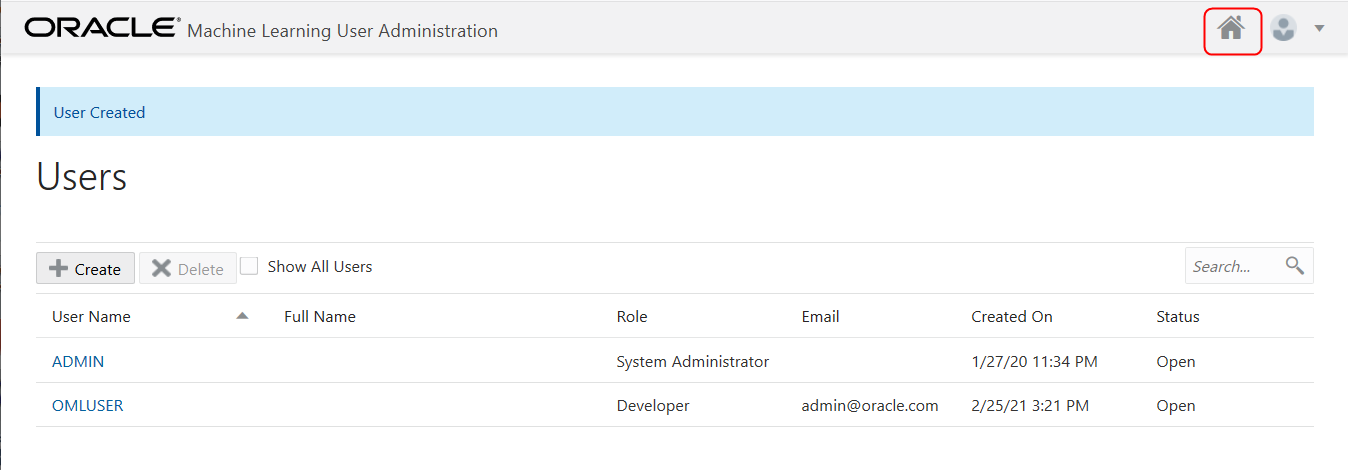 ORACLE® Machine Learning User Administration
User Created
Users
Create Delete Show All Users Search...
User Name Full Name Role Email Created On Status
ADMIN System Administrator 1/27/20 11:34 PM Open
OMLUSER Developer admin@oracle.com 2/25/21 3:21 PM Open